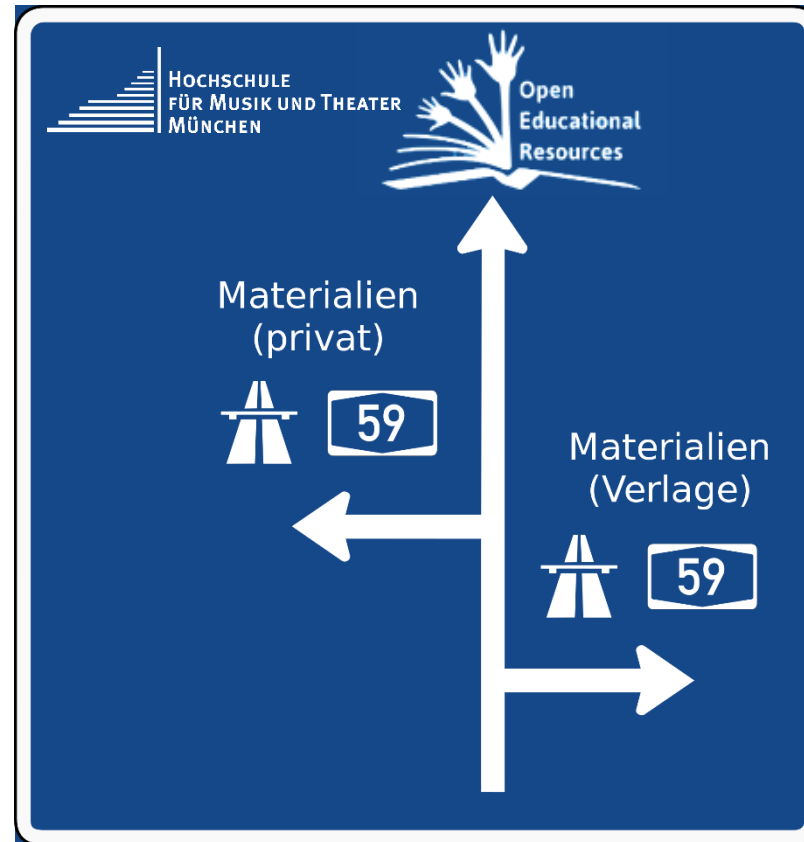 Hochschule
für Musik und Theater
München
Open
Educational
Resources
Materialien
(privat)
59
Materialien
(Verlage)
59